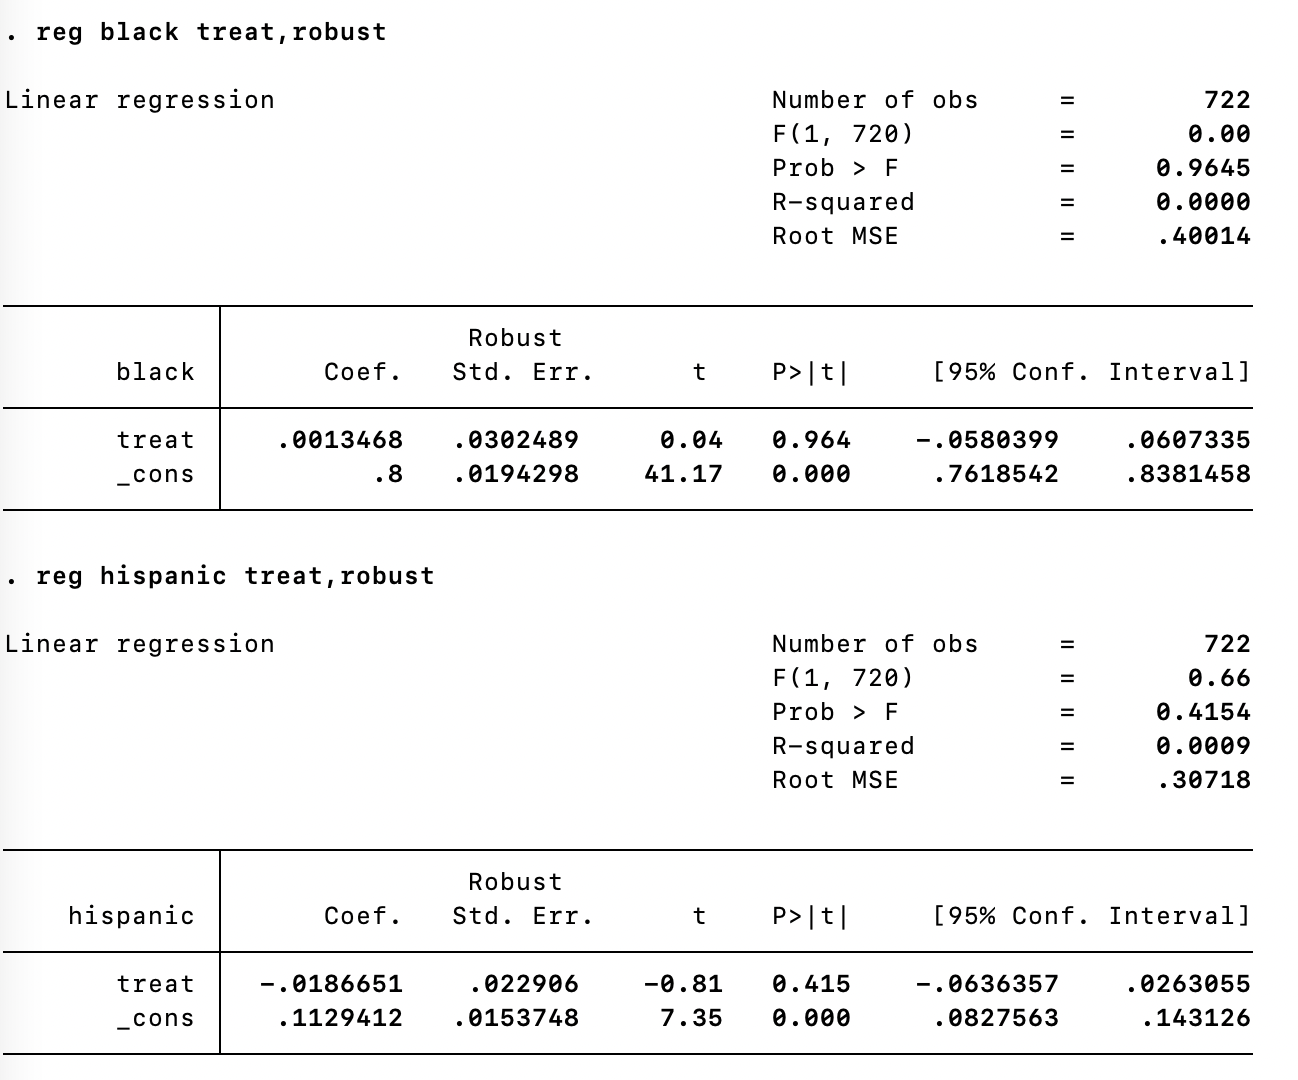 . reg black treat,robust
Linear regression Number of obs = 722
F(1, 720) = 0.00
Prob > F = 0.9645
R-squared = 0.0000
Root MSE = .40014
Robust
black Coef. Std. Err. t P>|t| [95% Conf. Interval]
treat .0013468 .0302489 0.04 0.964 -.0580399 .0607335
_cons .8 .0194298 41.17 0.000 .7618542 .8381458
. reg hispanic treat,robust
Linear regression Number of obs = 722
F(1, 720) = 0.66
Prob > F = 0.4154
R-squared = 0.0009
Root MSE = .30718
Robust
hispanic Coef. Std. Err. t P>|t| [95% Conf. Interval]
treat -.0186651 .022906 -0.81 0.415 -.0636357 .0263055
_cons .1129412 .0153748 7.35 0.000 .0827563 .143126